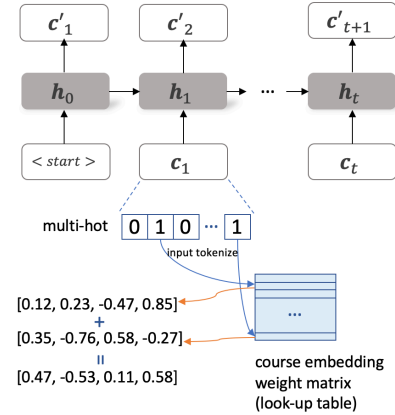 c'₁ c'₂ c'ₜ₊₁
h₀ h₁ ... hₜ
< start > c₁ cₜ
multi-hot 0 1 0 ... 1
input tokenize
[0.12, 0.23, -0.47, 0.85]
+
...
[0.35, -0.76, 0.58, -0.27]
=
[0.47, -0.53, 0.11, 0.58]
course embedding
weight matrix
(look-up table)